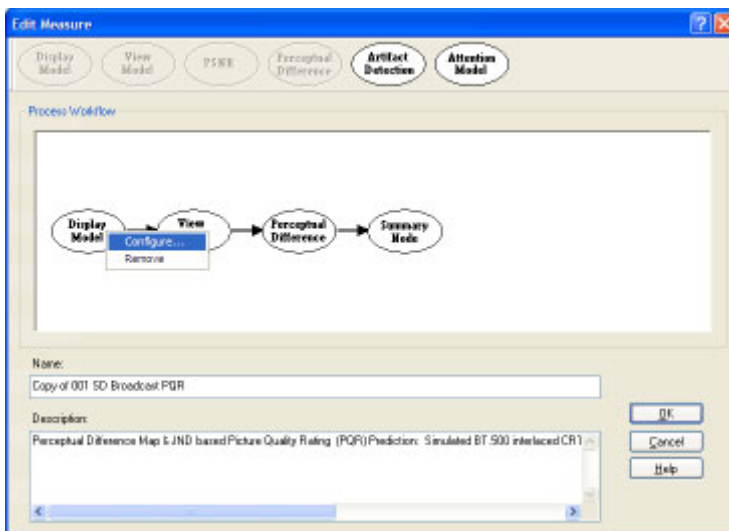 Edit Measure
Display Model
View Model
PSNR
Perceptual Difference
Artifact Detection
Attention Model
Process Workflow
Display Model
View
Perceptual Difference
Summary Node
Configure...
Remove
Name:
Copy of 001 SD Broadcast PQR
Description:
Perceptual Difference Map & JND based Picture Quality Rating (PQR) Prediction: Simulated BT.500 interlaced CRT
OK
Cancel
Help